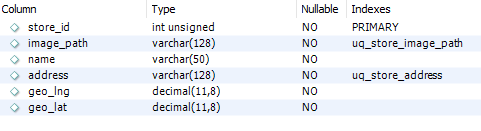 Column Type Nullable Indexes
store_id int unsigned NO PRIMARY
image_path varchar(128) NO uq_store_image_path
name varchar(50) NO
address varchar(128) NO uq_store_address
geo_lng decimal(11,8) NO
geo_lat decimal(11,8) NO